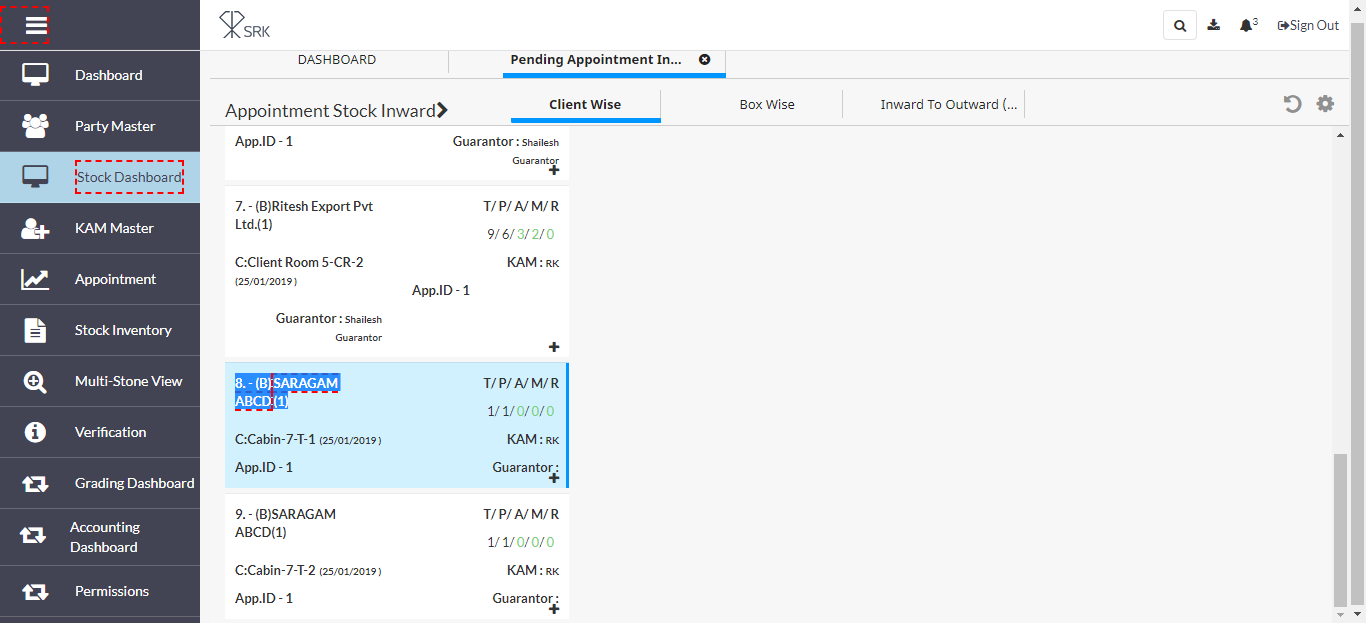 SRK
3
Sign Out
Dashboard
Party Master
Stock Dashboard
KAM Master
Appointment
Stock Inventory
Multi-Stone View
Verification
Grading Dashboard
Accounting
Dashboard
Permissions
DASHBOARD
Pending Appointment In...
Appointment Stock Inward
Client Wise
Box Wise
Inward To Outward (...
App.ID - 1
Guarantor : Shailesh
Guarantor
7. - (B)Ritesh Export Pvt
Ltd.(1)
T/ P/ A/ M/ R
9/ 6/ 3/ 2/ 0
C:Client Room 5-CR-2
(25/01/2019 )
KAM : RK
App.ID - 1
Guarantor : Shailesh
Guarantor
8. - (B)SARAGAM
ABCD(1)
T/ P/ A/ M/ R
1/ 1/ 0/ 0/ 0
C:Cabin-7-T-1 (25/01/2019 )
KAM : RK
App.ID - 1
Guarantor :
9. - (B)SARAGAM
ABCD(1)
T/ P/ A/ M/ R
1/ 1/ 0/ 0/ 0
C:Cabin-7-T-2 (25/01/2019 )
KAM : RK
App.ID - 1
Guarantor :